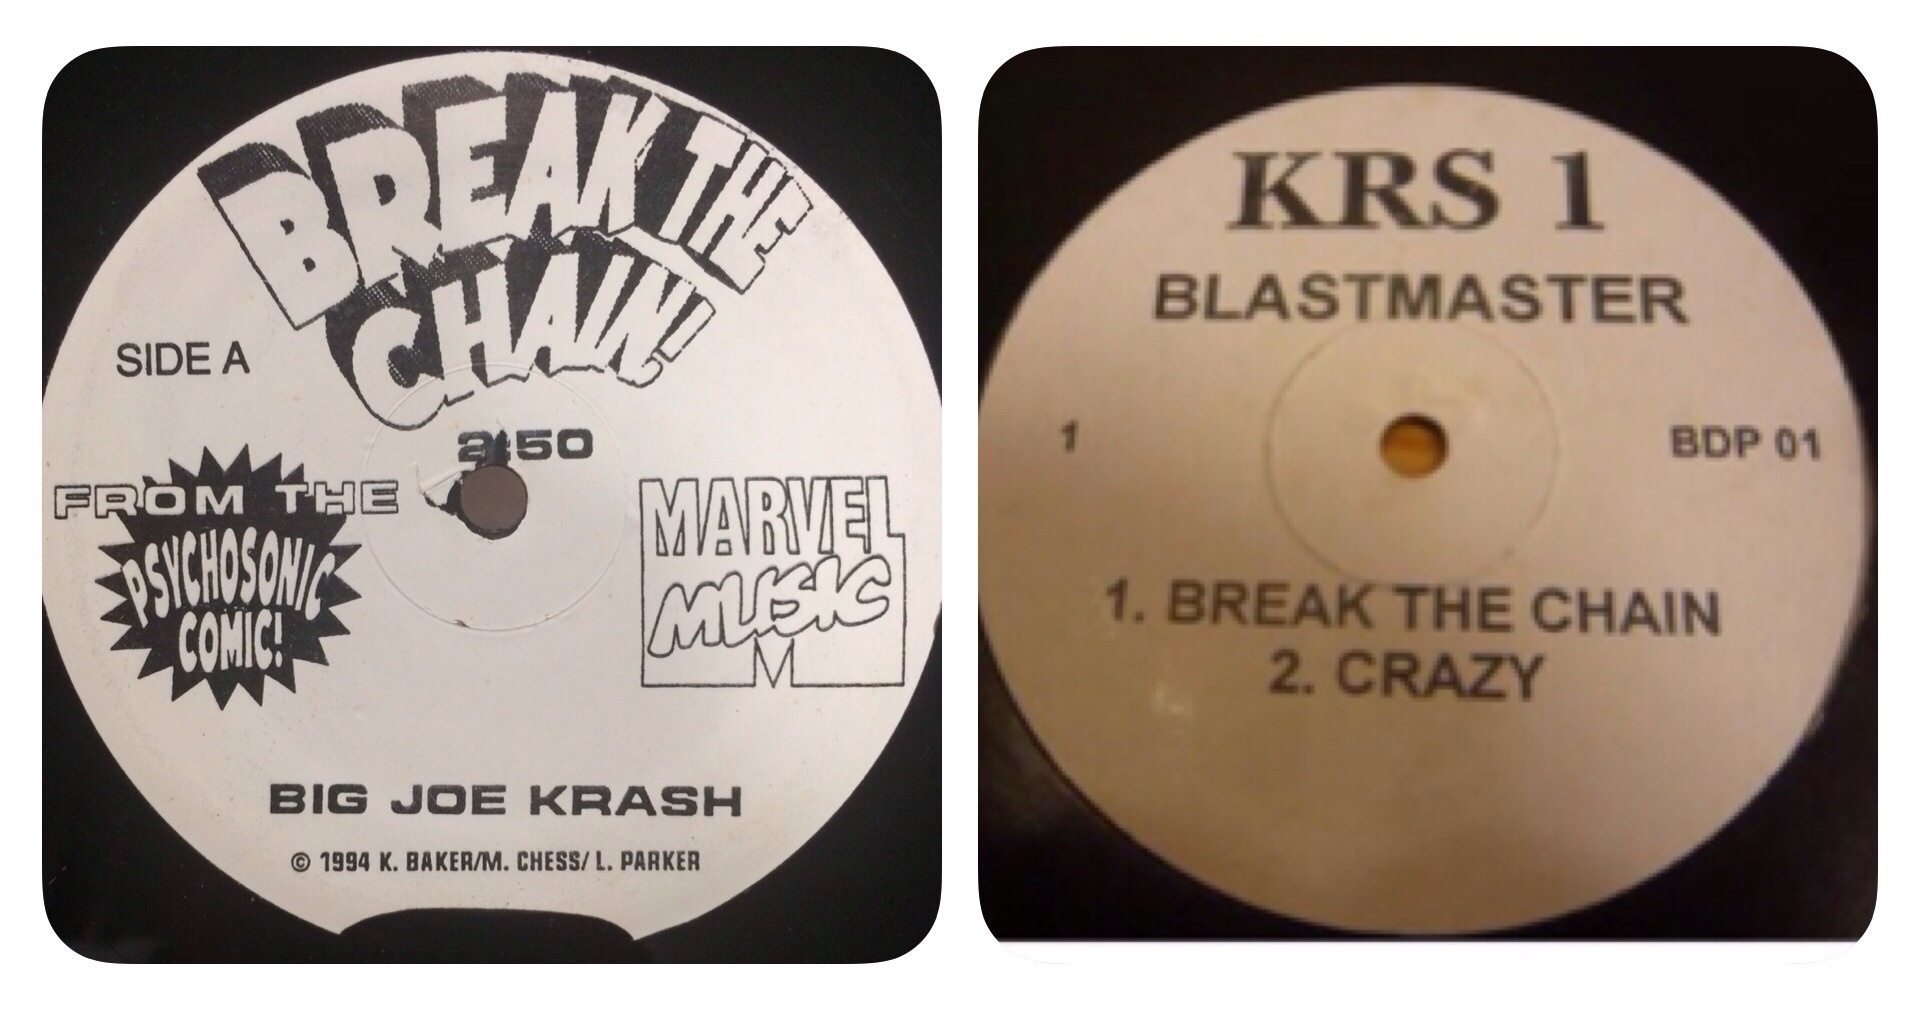 BREAK THE
CHAIN!
SIDE A
:50
FROM THE
PSYCHOSONIC
COMIC!
MARVEL
MUSIC
BIG JOE KRASH
© 1994 K. BAKER/M. CHESS/ L. PARKER
KRS 1
BLASTMASTER
1
BDP 01
1. BREAK THE CHAIN
2. CRAZY